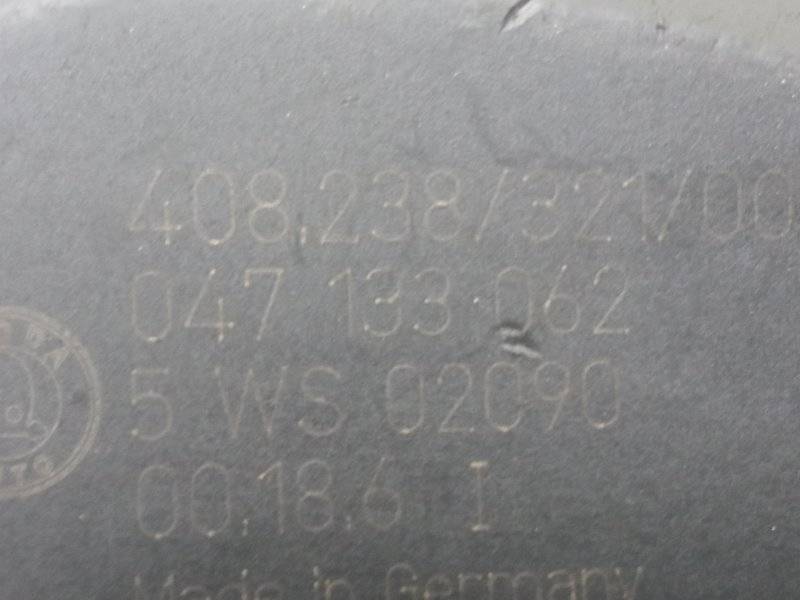 408.238/321/00
047 133 062
5 WS 02090
00.18.6 I
Made in Germany